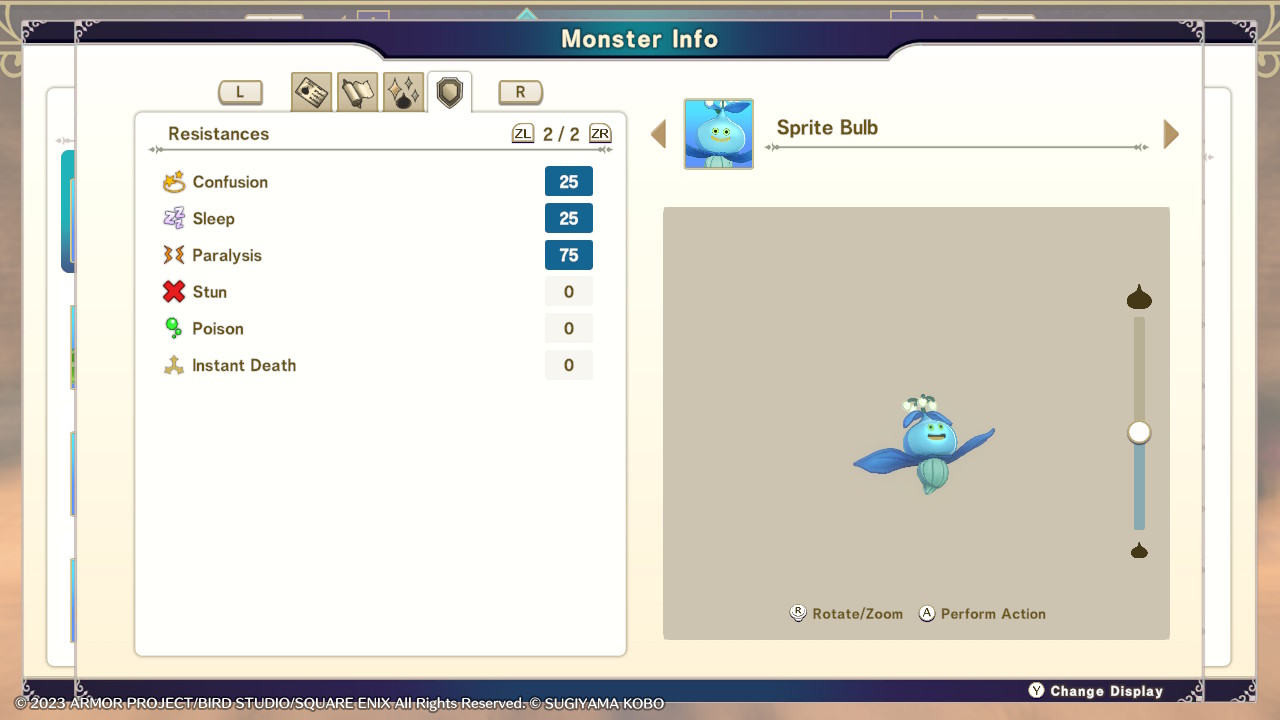 Monster Info
L
R
Resistances
ZL 2 / 2 ZR
Sprite Bulb
Confusion 25
Sleep 25
Paralysis 75
Stun 0
Poison 0
Instant Death 0
R Rotate/Zoom A Perform Action
Y Change Display
© 2023 ARMOR PROJECT/BIRD STUDIO/SQUARE ENIX All Rights Reserved. © SUGIYAMA KOBO